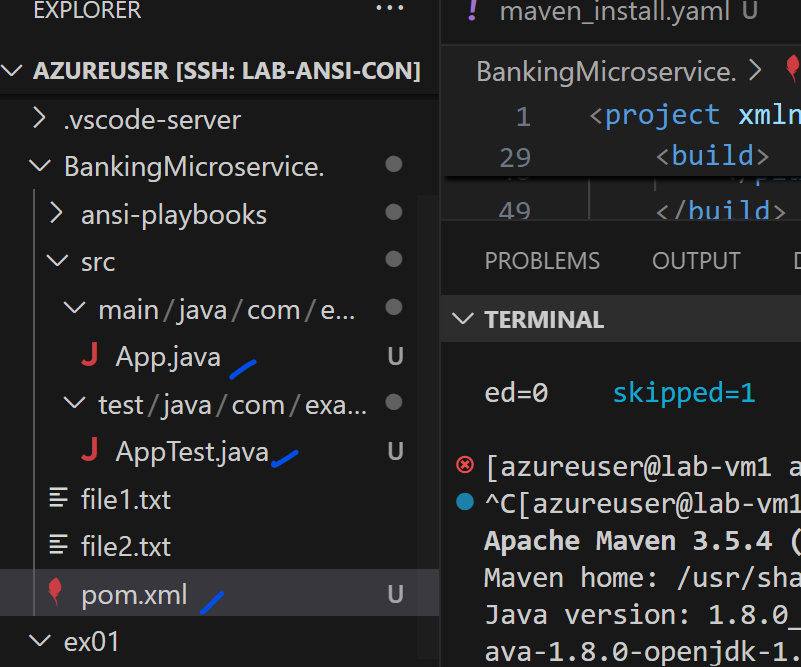 EXPLORER ...
AZUREUSER [SSH: LAB-ANSI-CON]
.vscode-server
BankingMicroservice.
ansi-playbooks
src
main/java/com/e...
J App.java U
test/java/com/exa...
J AppTest.java U
file1.txt
file2.txt
pom.xml U
ex01
! maven_install.yaml U
BankingMicroservice. >
1 <project xmln
29 <build>
49 </build>
PROBLEMS OUTPUT
TERMINAL
ed=0 skipped=1
[azureuser@lab-vm1 a
^C[azureuser@lab-vm1
Apache Maven 3.5.4 (
Maven home: /usr/sha
Java version: 1.8.0_
ava-1.8.0-openjdk-1.